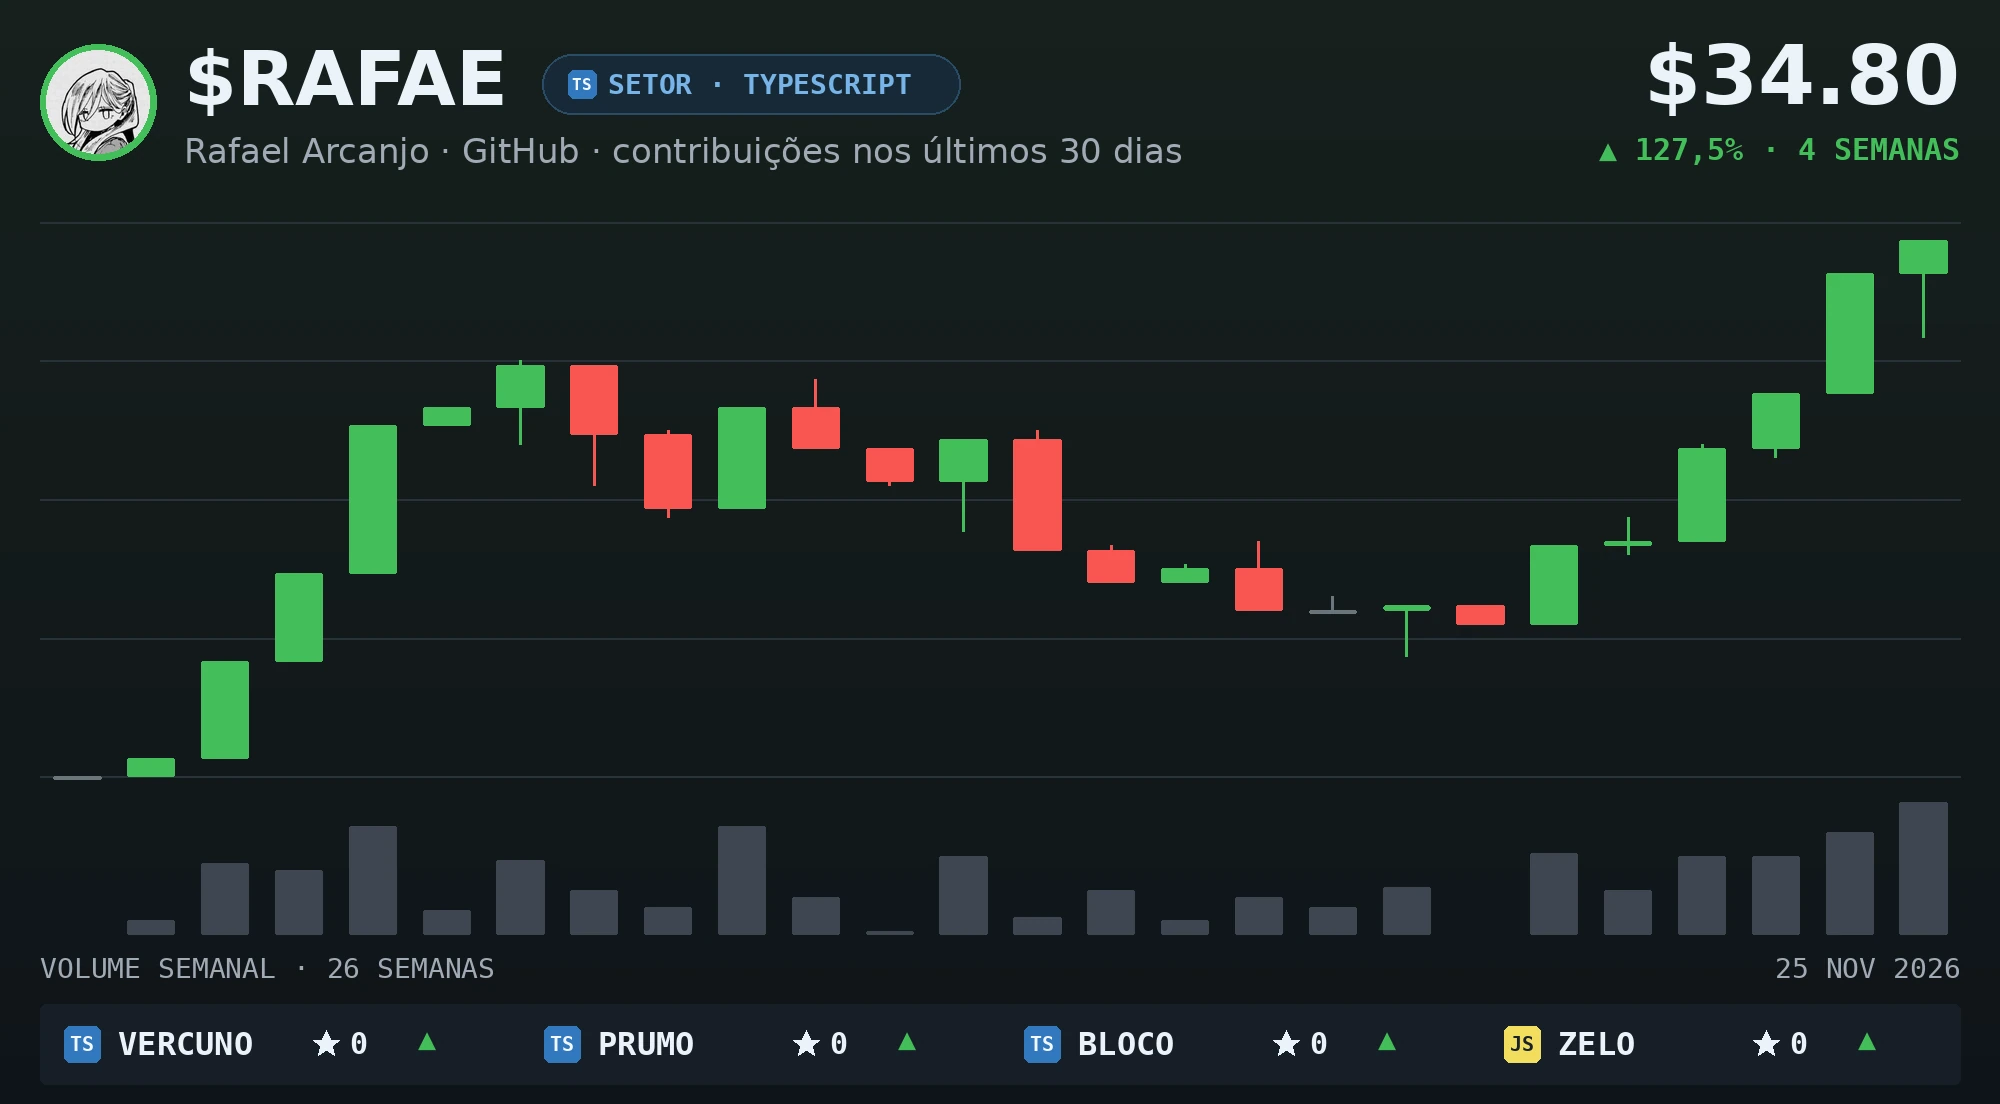 $RAFAE
TS SETOR · TYPESCRIPT
$34.80
Rafael Arcanjo · GitHub · contribuições nos últimos 30 dias
▲ 127,5% · 4 SEMANAS
VOLUME SEMANAL · 26 SEMANAS
25 NOV 2026
TS VERCUNO ★ 0 ▲
TS PRUMO ★ 0 ▲
TS BLOCO ★ 0 ▲
JS ZELO ★ 0 ▲